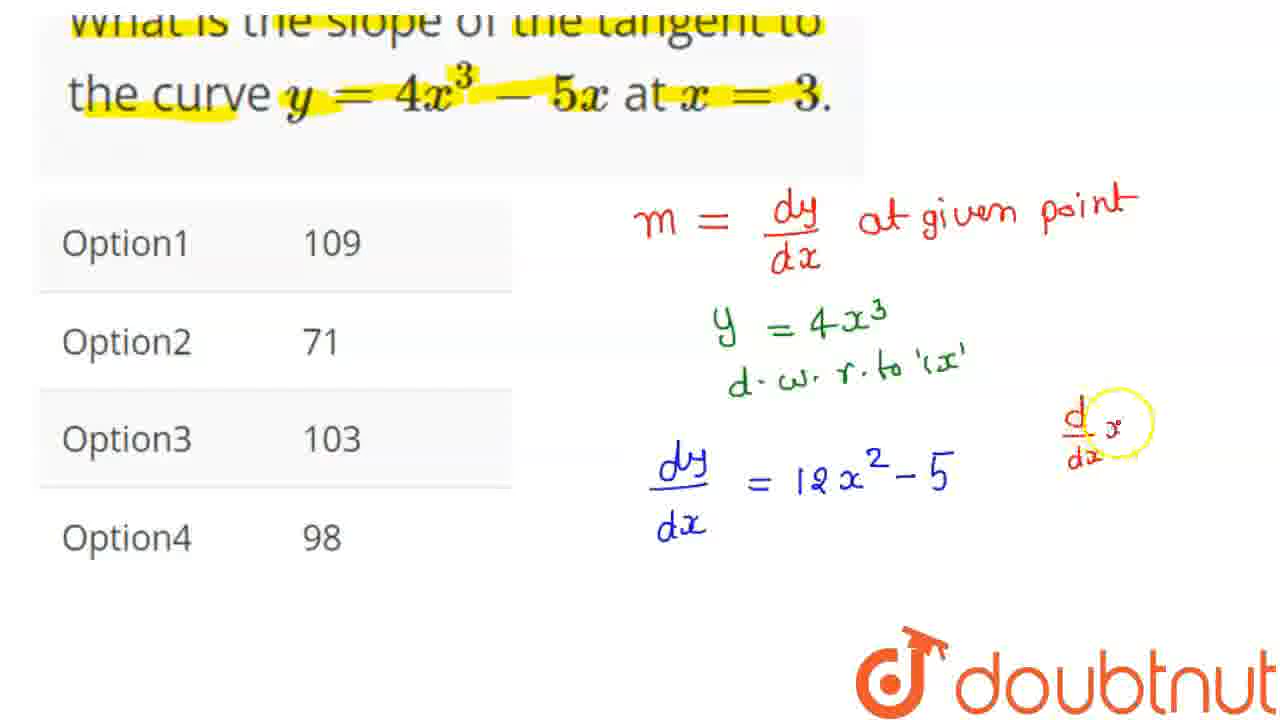 What is the slope of the tangent to
the curve y = 4x³ − 5x at x = 3.
Option1 109
Option2 71
Option3 103
Option4 98
m = dy/dx at given point
y = 4x³
d. w. r. to 'x'
dy/dx = 12x² − 5
d/dx x
doubtnut